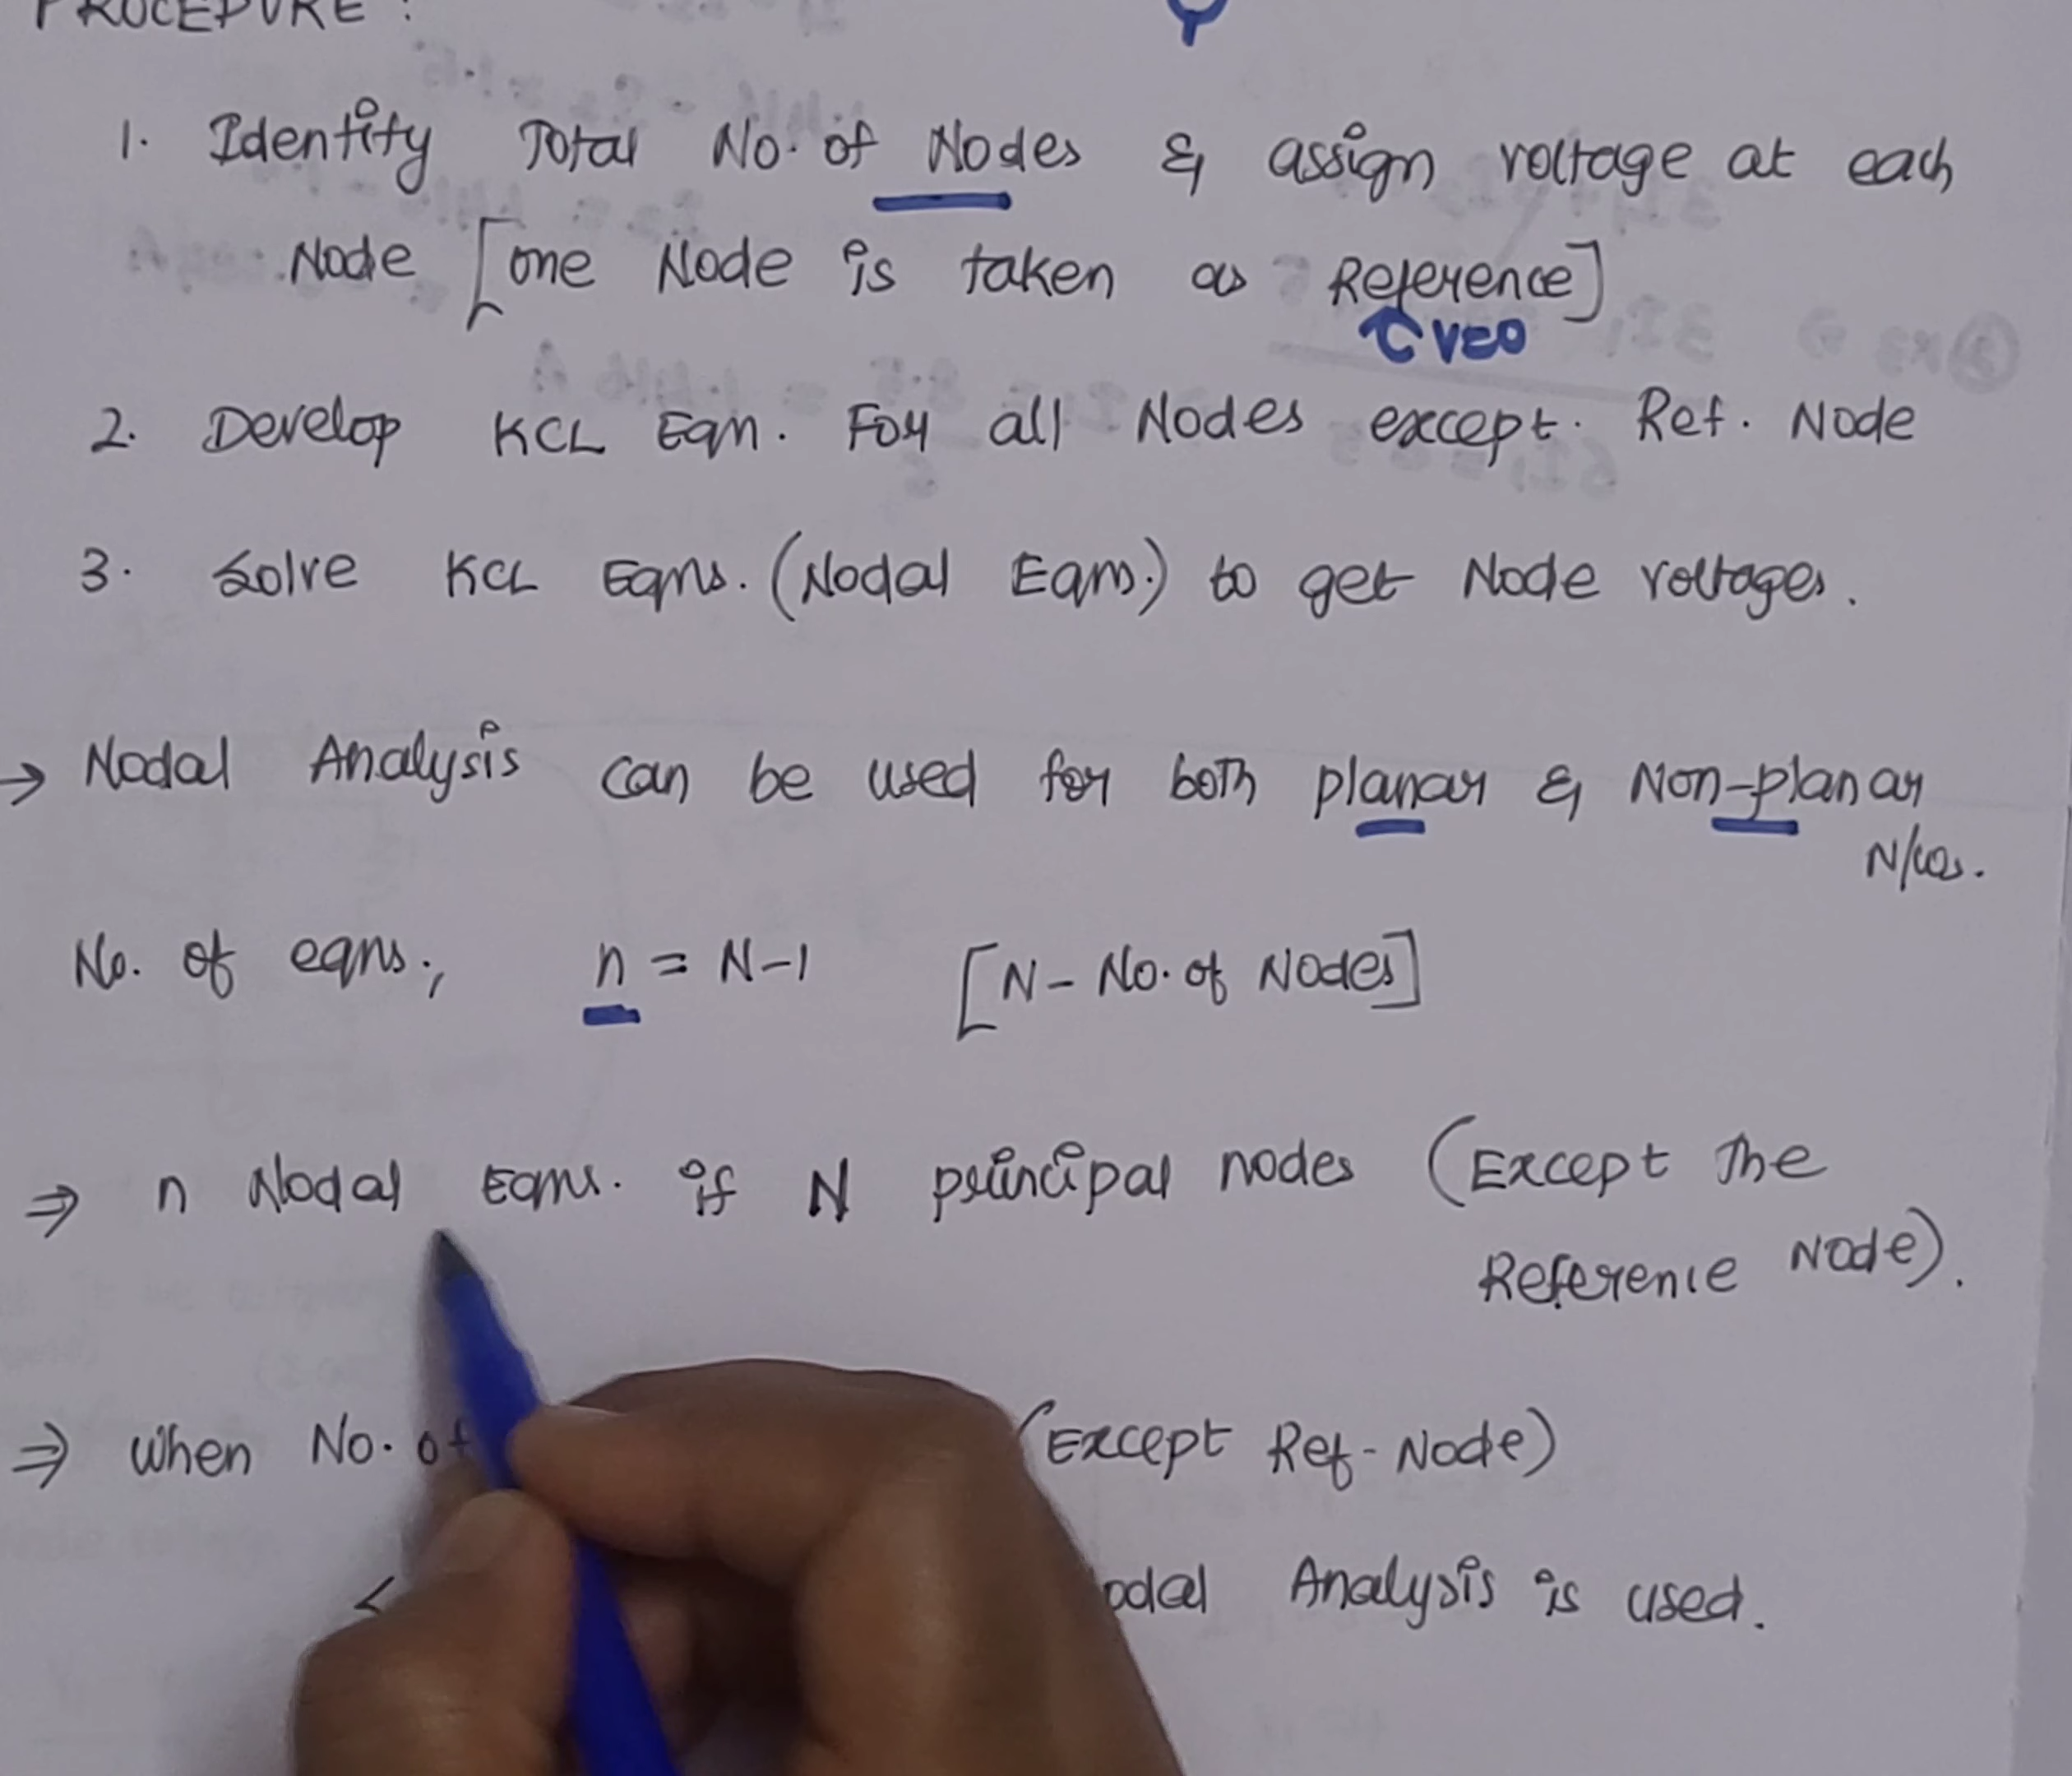 PROCEDURE :
1. Identify Total No. of Nodes & assign voltage at each
Node [one Node is taken as Reference]
V=0
2. Develop KCL Eqn. For all Nodes except. Ref. Node
3. Solve KCL Eqns. (Nodal Eqns.) to get Node voltages.
→ Nodal Analysis can be used for both planar & Non-planar
N/ws.
No. of eqns., n = N-1 [N- No. of Nodes]
⇒ n Nodal Eqns. if N principal nodes (Except The
Reference Node).
⇒ when No. of (Except Ref-Node)
< odal Analysis is used.